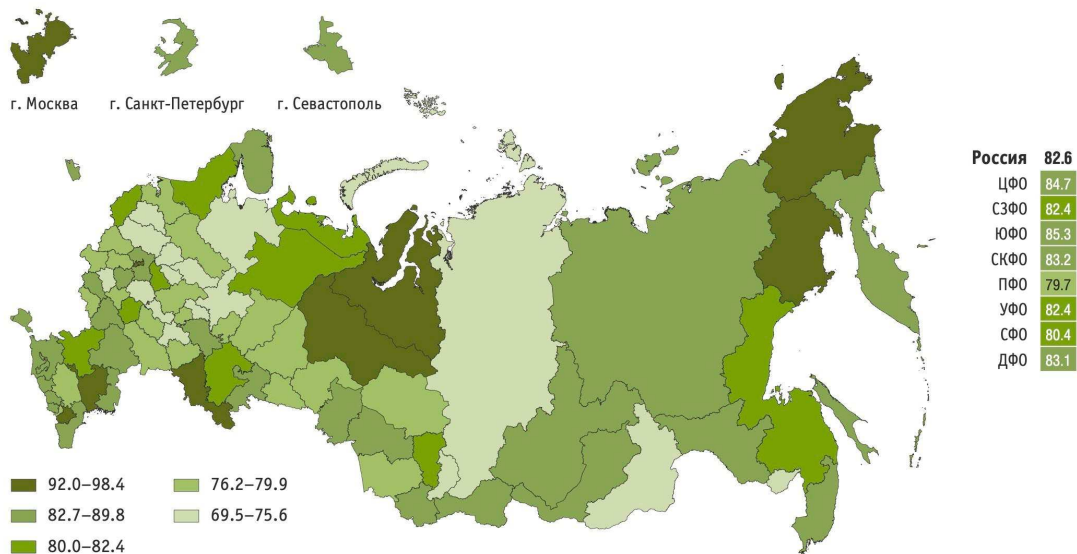 г. Москва
г. Санкт-Петербург
г. Севастополь
Россия 82.6
ЦФО 84.7
СЗФО 82.4
ЮФО 85.3
СКФО 83.2
ПФО 79.7
УФО 82.4
СФО 80.4
ДФО 83.1
92.0–98.4
82.7–89.8
80.0–82.4
76.2–79.9
69.5–75.6